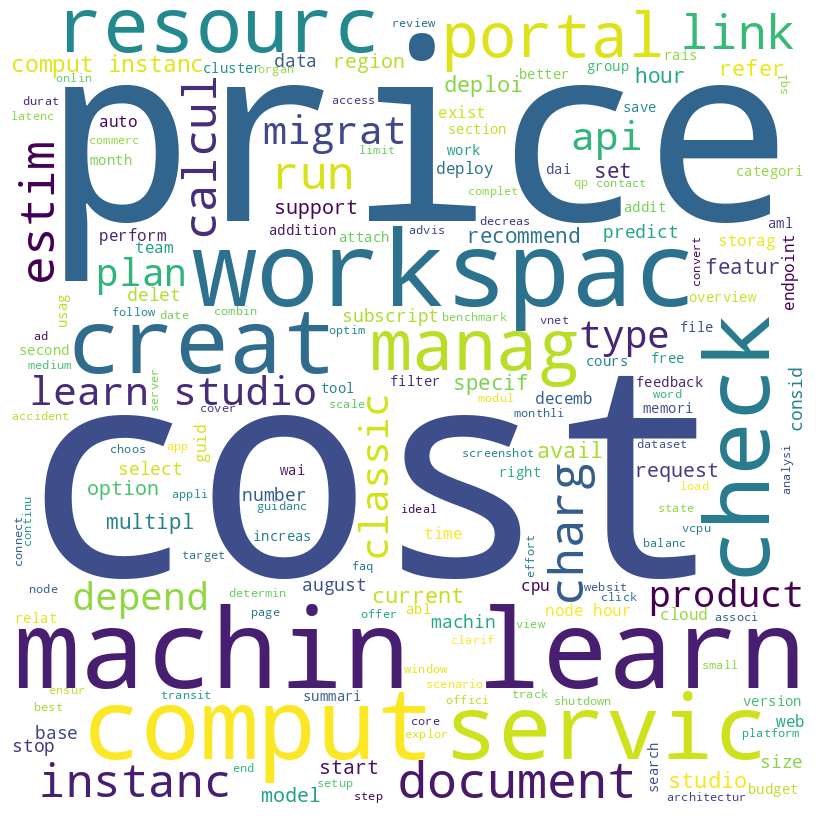 resourc
portal
link
review
rais
comput instanc
cluster
data
region
better
group
hour
refer
onlin
organ
deploi
sql
durat
access
save
latenc
auto
price
exist
section
api
commerc
month
calcul
migrat
limit
work
dai
set
categori
estim
run
deploy
complet
qp
contact
support
addit
perform
addition
attach
decreas
advis
recommend
predict
storag
aml
team
plan
workspac
convert
endpoint
featur
usag
delet
overview
follow
date
combin
subscript
benchmark
vnet
ad
creat
optim
manag
type
file
second
cours
free
check
consid
medium
server
learn studio
tool
filter
specif
decemb
feedback
word
scale
modul
monthli
memori
accident
cover
classic
dataset
app
guid
choos
cost
screenshot
avail
right
analysi
select
wai
request
load
option
appli
number
guidanc
ideal
charg
state
multipl
increas
time
vcpu
connect
continu
target
faq
effort
balanc
node
august
current
cpu
websit
product
depend
determin
click
relat
page
offer
abl
machin
node hour
cloud
associ
view
clarif
machin learn
window
small
scenario
ensur
transit
summari
offici
track
shutdown
version
best
comput
servic
core
web
base
explor
platform
stop
end
start
search
size
instanc
setup
document
studio
model
step
budget
architectur